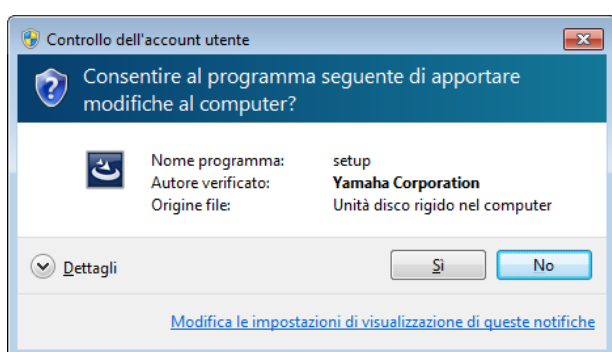 Controllo dell'account utente
Consentire al programma seguente di apportare
modifiche al computer?
Nome programma: setup
Autore verificato: Yamaha Corporation
Origine file: Unità disco rigido nel computer
Dettagli Sì No
Modifica le impostazioni di visualizzazione di queste notifiche